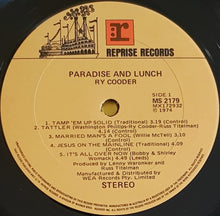 REPRISE RECORDS
PARADISE AND LUNCH
RY COODER
SIDE 1
MS 2179
MX172932
℗ 1974
1. TAMP 'EM UP SOLID (Traditional) 3.19 (Control)
2. TATTLER (Washington Phillips-Ry Cooder-Russ Titelman)
4.14 (Control)
3. MARRIED MAN'S A FOOL (Willie McTell) 3.10 (Control)
4. JESUS ON THE MAINLINE (Traditional) 4.09
(Control)
5. IT'S ALL OVER NOW (Bobby & Shirley
Womack) 4.49 (Leeds)
Produced by Lenny Waronker and
Russ Titelman
Manufactured & Distributed by
WEA Records Pty. Limited
STEREO